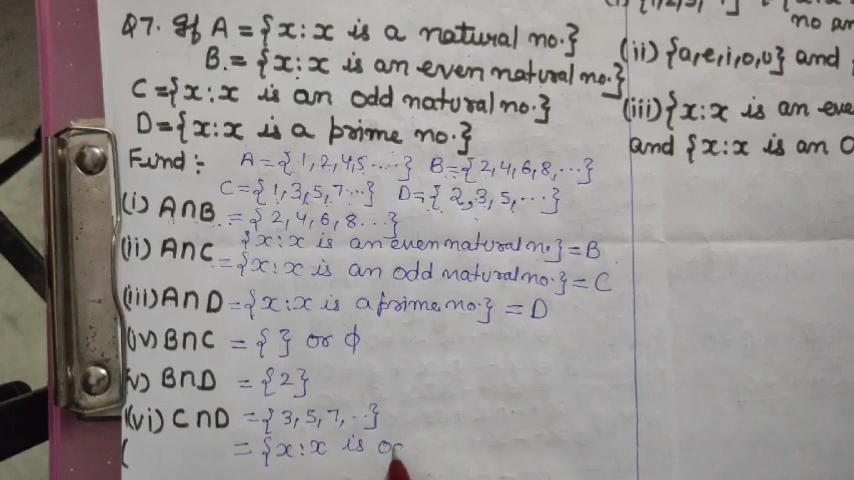 Q7. If A = {x:x is a natural no.}
B = {x:x is an even natural no.}
C = {x:x is an odd natural no.}
D = {x:x is a prime no.}
Find: A = {1,2,4,5.....} B = {2,4,6,8,...}
C = {1,3,5,7...} D = {2,3,5,...}
(i) A∩B = {2,4,6,8...}
{x:x is an even natural no.} = B
(ii) A∩C = {x:x is an odd natural no.} = C
(iii) A∩D = {x:x is a prime no.} = D
(iv) B∩C = { } or ϕ
v) B∩D = {2}
(vi) C∩D = {3,5,7,..}
( = {x:x is o
no
(ii) {a,e,i,o,u} and
(iii) {x:x is an eve
and {x:x is an o